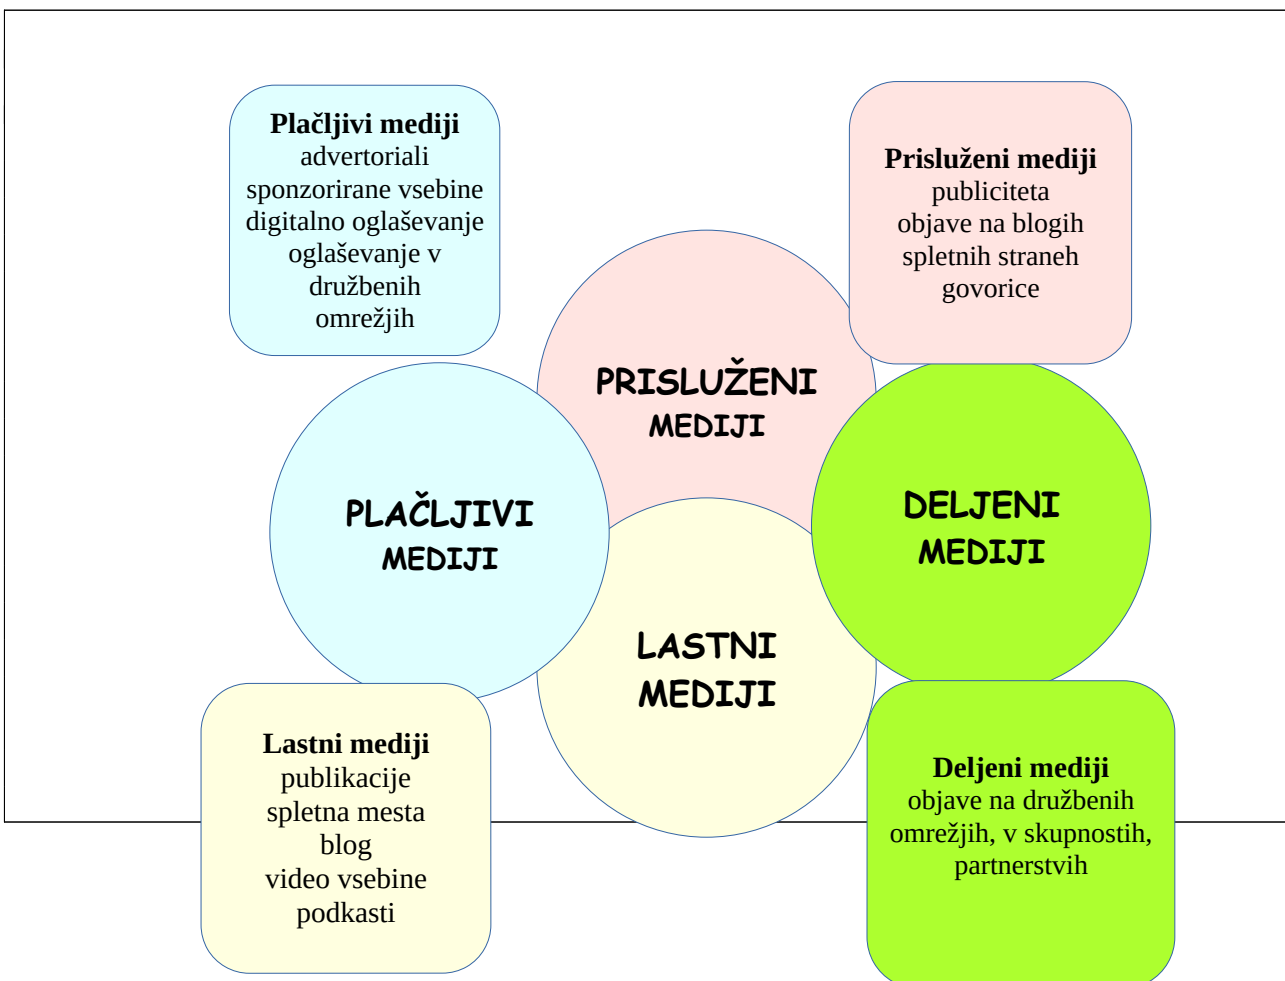 Plačljivi mediji
advertoriali
sponzorirane vsebine
digitalno oglaševanje
oglaševanje v
družbenih
omrežjih
Prisluženi mediji
publiciteta
objave na blogih
spletnih straneh
govorice
PRISLUŽENI
MEDIJI
PLAČLJIVI
MEDIJI
DELJENI
MEDIJI
LASTNI
MEDIJI
Lastni mediji
publikacije
spletna mesta
blog
video vsebine
podkasti
Deljeni mediji
objave na družbenih
omrežjih, v skupnostih,
partnerstvih